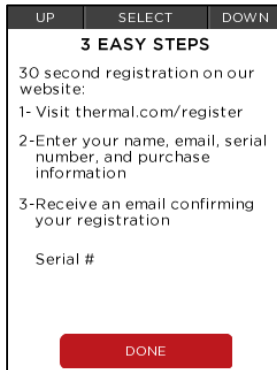 UP SELECT DOWN
3 EASY STEPS
30 second registration on our
website:
1- Visit thermal.com/register
2-Enter your name, email, serial
number, and purchase
information
3-Receive an email confirming
your registration
Serial #
DONE